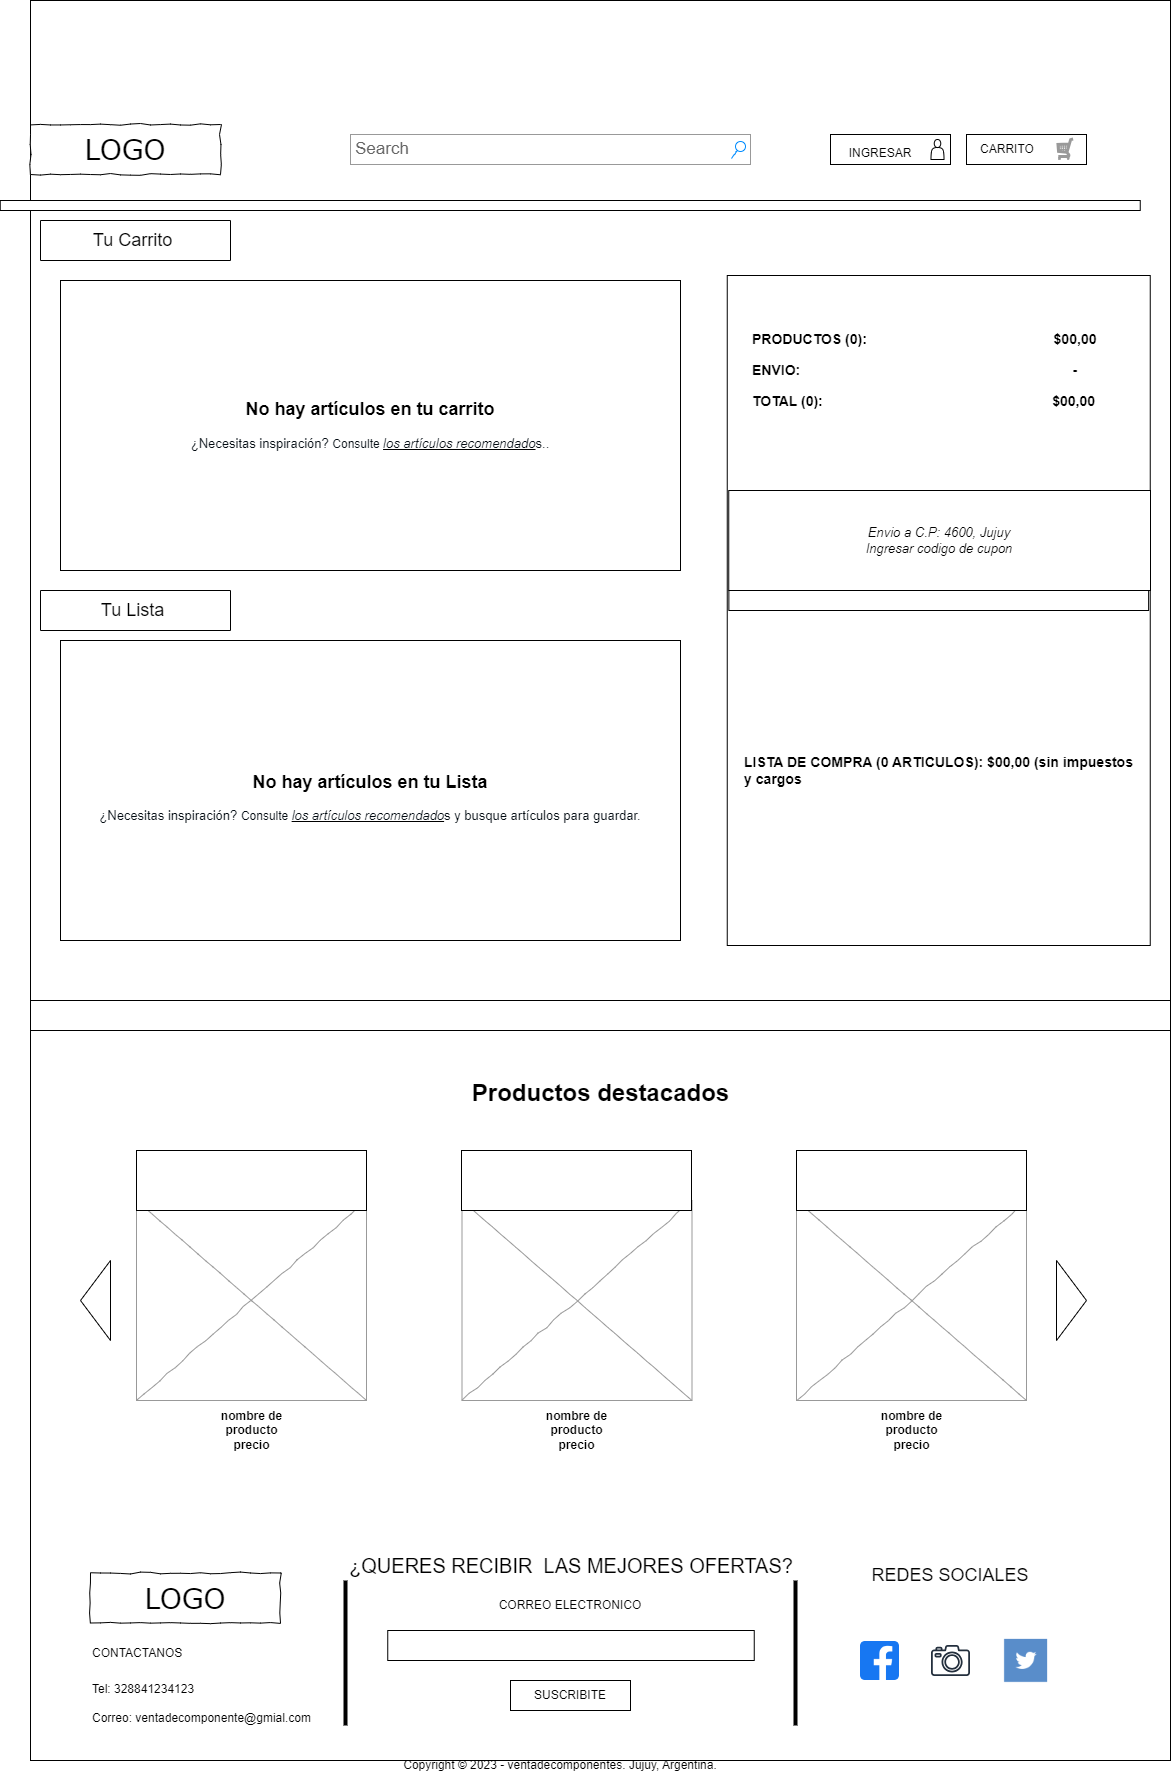 LOGO
Search
INGRESAR
CARRITO
Tu Carrito
No hay artículos en tu carrito
¿Necesitas inspiración? Consulte los artículos recomendados..
PRODUCTOS (0): $00,00
ENVIO: -
TOTAL (0): $00,00
Envio a C.P: 4600, Jujuy
Ingresar codigo de cupon
Tu Lista
No hay artículos en tu Lista
¿Necesitas inspiración? Consulte los artículos recomendados y busque artículos para guardar.
LISTA DE COMPRA (0 ARTICULOS): $00,00 (sin impuestos
y cargos
Productos destacados
nombre de
producto
precio
nombre de
producto
precio
nombre de
producto
precio
LOGO
CONTACTANOS
Tel: 328841234123
Correo: ventadecomponente@gmial.com
¿QUERES RECIBIR LAS MEJORES OFERTAS?
CORREO ELECTRONICO
SUSCRIBITE
REDES SOCIALES
Copyright © 2023 - ventadecomponentes. Jujuy, Argentina.